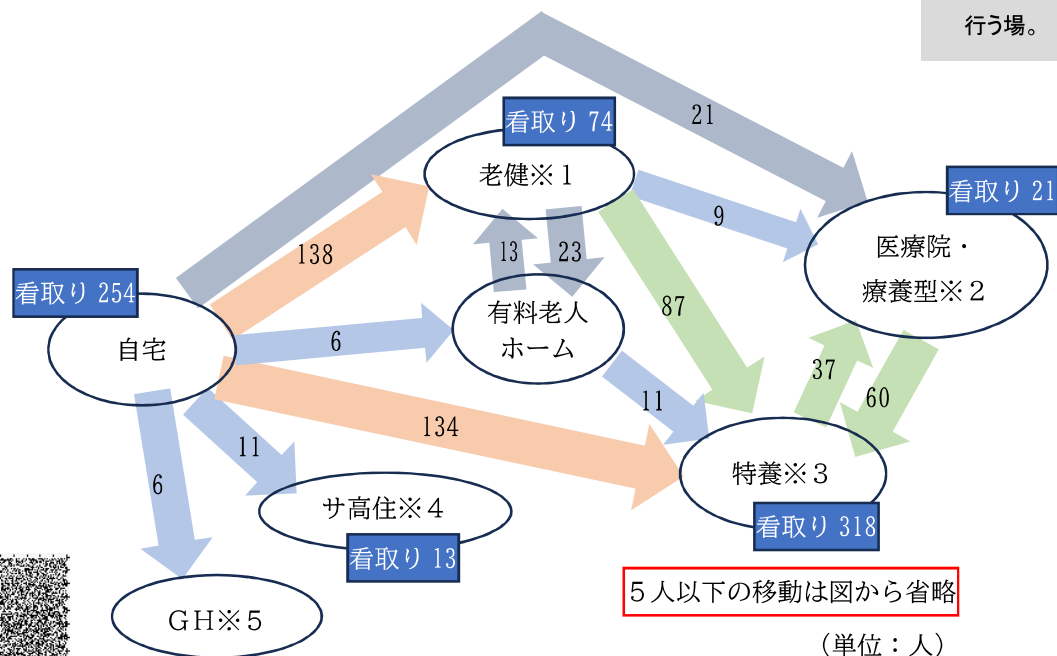 行う場。
21
看取り 74
老健※１
看取り 21
9
医療院・
療養型※２
138
13
23
看取り 254
自宅
6
有料老人
ホーム
87
37
60
11
134
11
6
特養※３
サ高住※４
看取り 318
看取り 13
５人以下の移動は図から省略
GH※５
（単位：人）